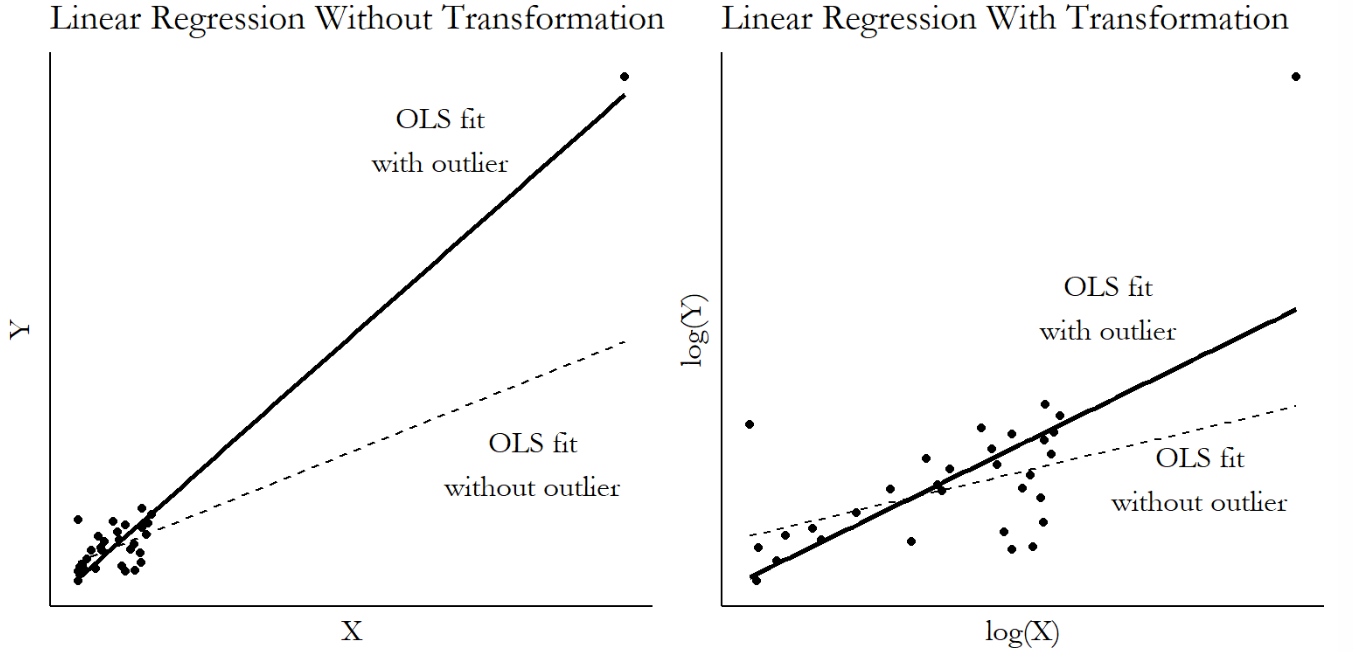 Linear Regression Without Transformation
OLS fit
with outlier
Y
OLS fit
without outlier
X
Linear Regression With Transformation
OLS fit
with outlier
log(Y)
OLS fit
without outlier
log(X)